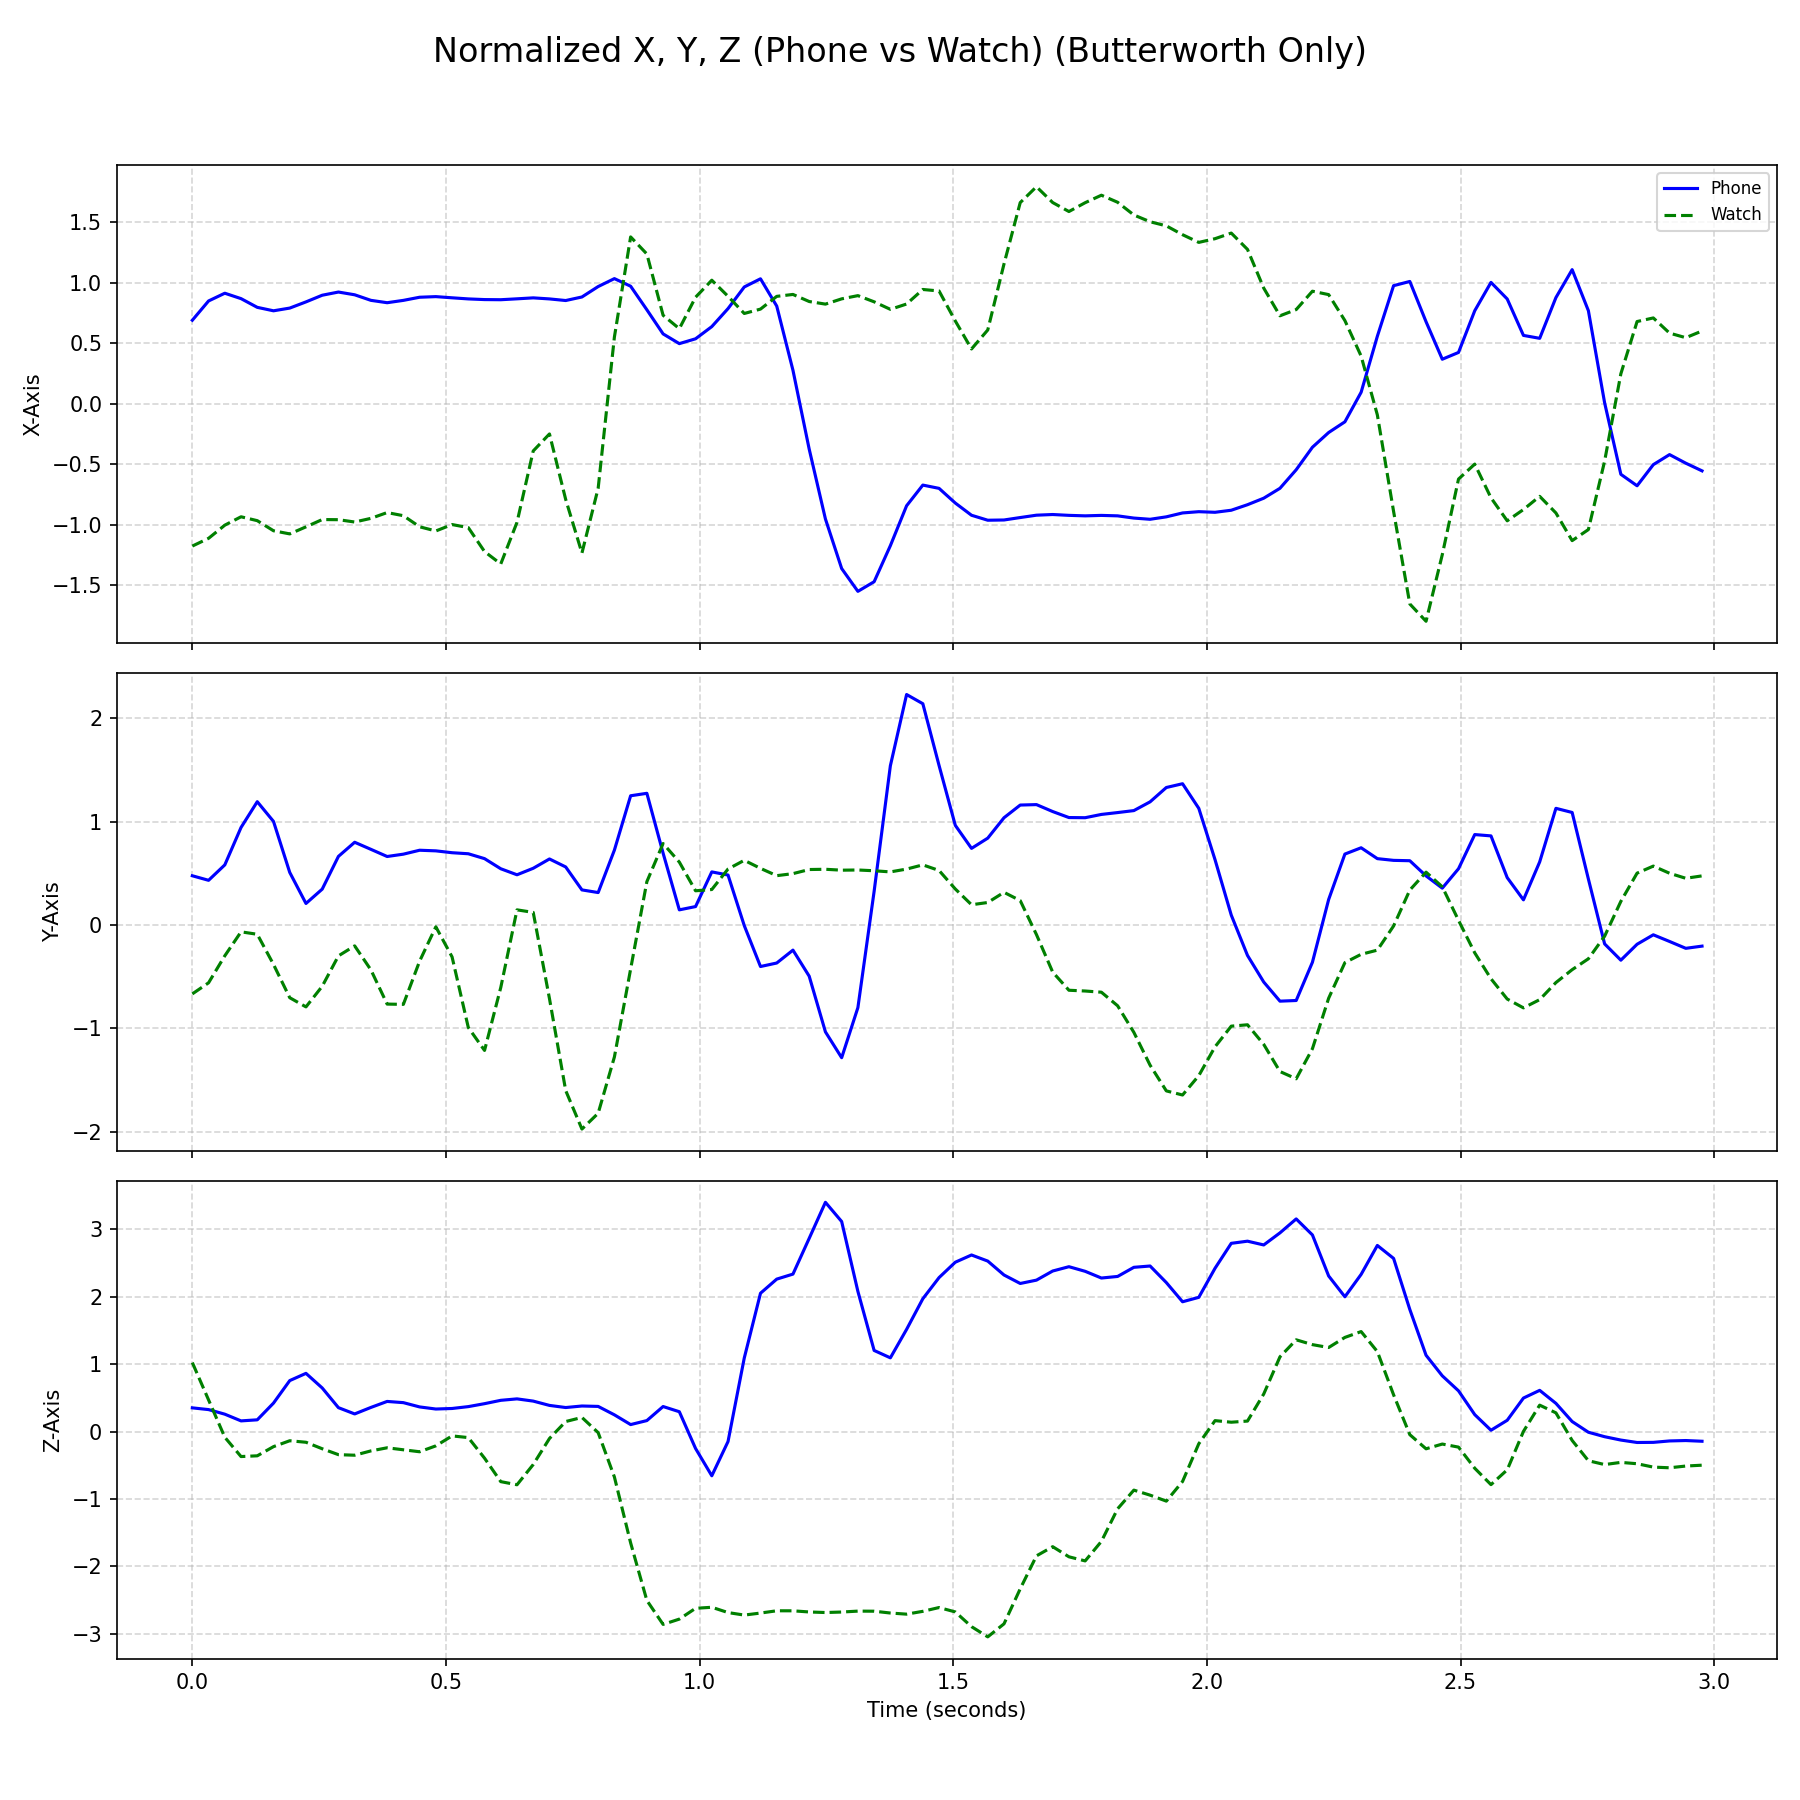 Normalized X, Y, Z (Phone vs Watch) (Butterworth Only)
Phone
Watch
X-Axis
1.5
1.0
0.5
0.0
−0.5
−1.0
−1.5
Y-Axis
2
1
0
−1
−2
Z-Axis
3
2
1
0
−1
−2
−3
0.0 0.5 1.0 1.5 2.0 2.5 3.0
Time (seconds)